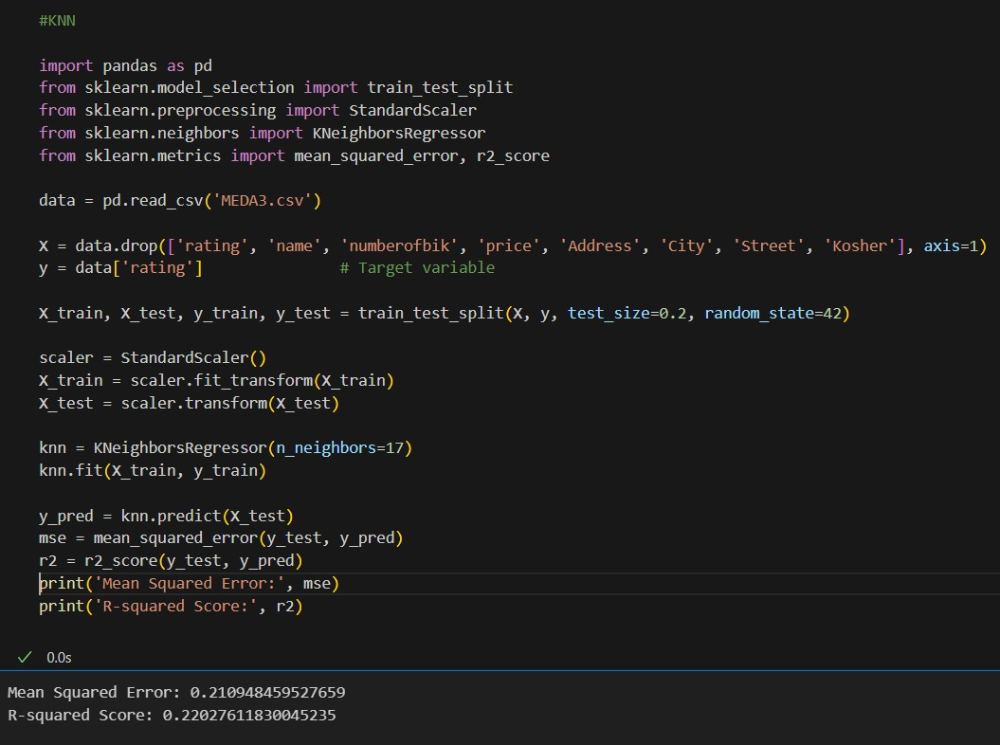 #KNN
import pandas as pd
from sklearn.model_selection import train_test_split
from sklearn.preprocessing import StandardScaler
from sklearn.neighbors import KNeighborsRegressor
from sklearn.metrics import mean_squared_error, r2_score
data = pd.read_csv('MEDA3.csv')
X = data.drop(['rating', 'name', 'numberofbik', 'price', 'Address', 'City', 'Street', 'Kosher'], axis=1)
y = data['rating']               # Target variable
X_train, X_test, y_train, y_test = train_test_split(X, y, test_size=0.2, random_state=42)
scaler = StandardScaler()
X_train = scaler.fit_transform(X_train)
X_test = scaler.transform(X_test)
knn = KNeighborsRegressor(n_neighbors=17)
knn.fit(X_train, y_train)
y_pred = knn.predict(X_test)
mse = mean_squared_error(y_test, y_pred)
r2 = r2_score(y_test, y_pred)
print('Mean Squared Error:', mse)
print('R-squared Score:', r2)
0.0s
Mean Squared Error: 0.210948459527659
R-squared Score: 0.22027611830045235